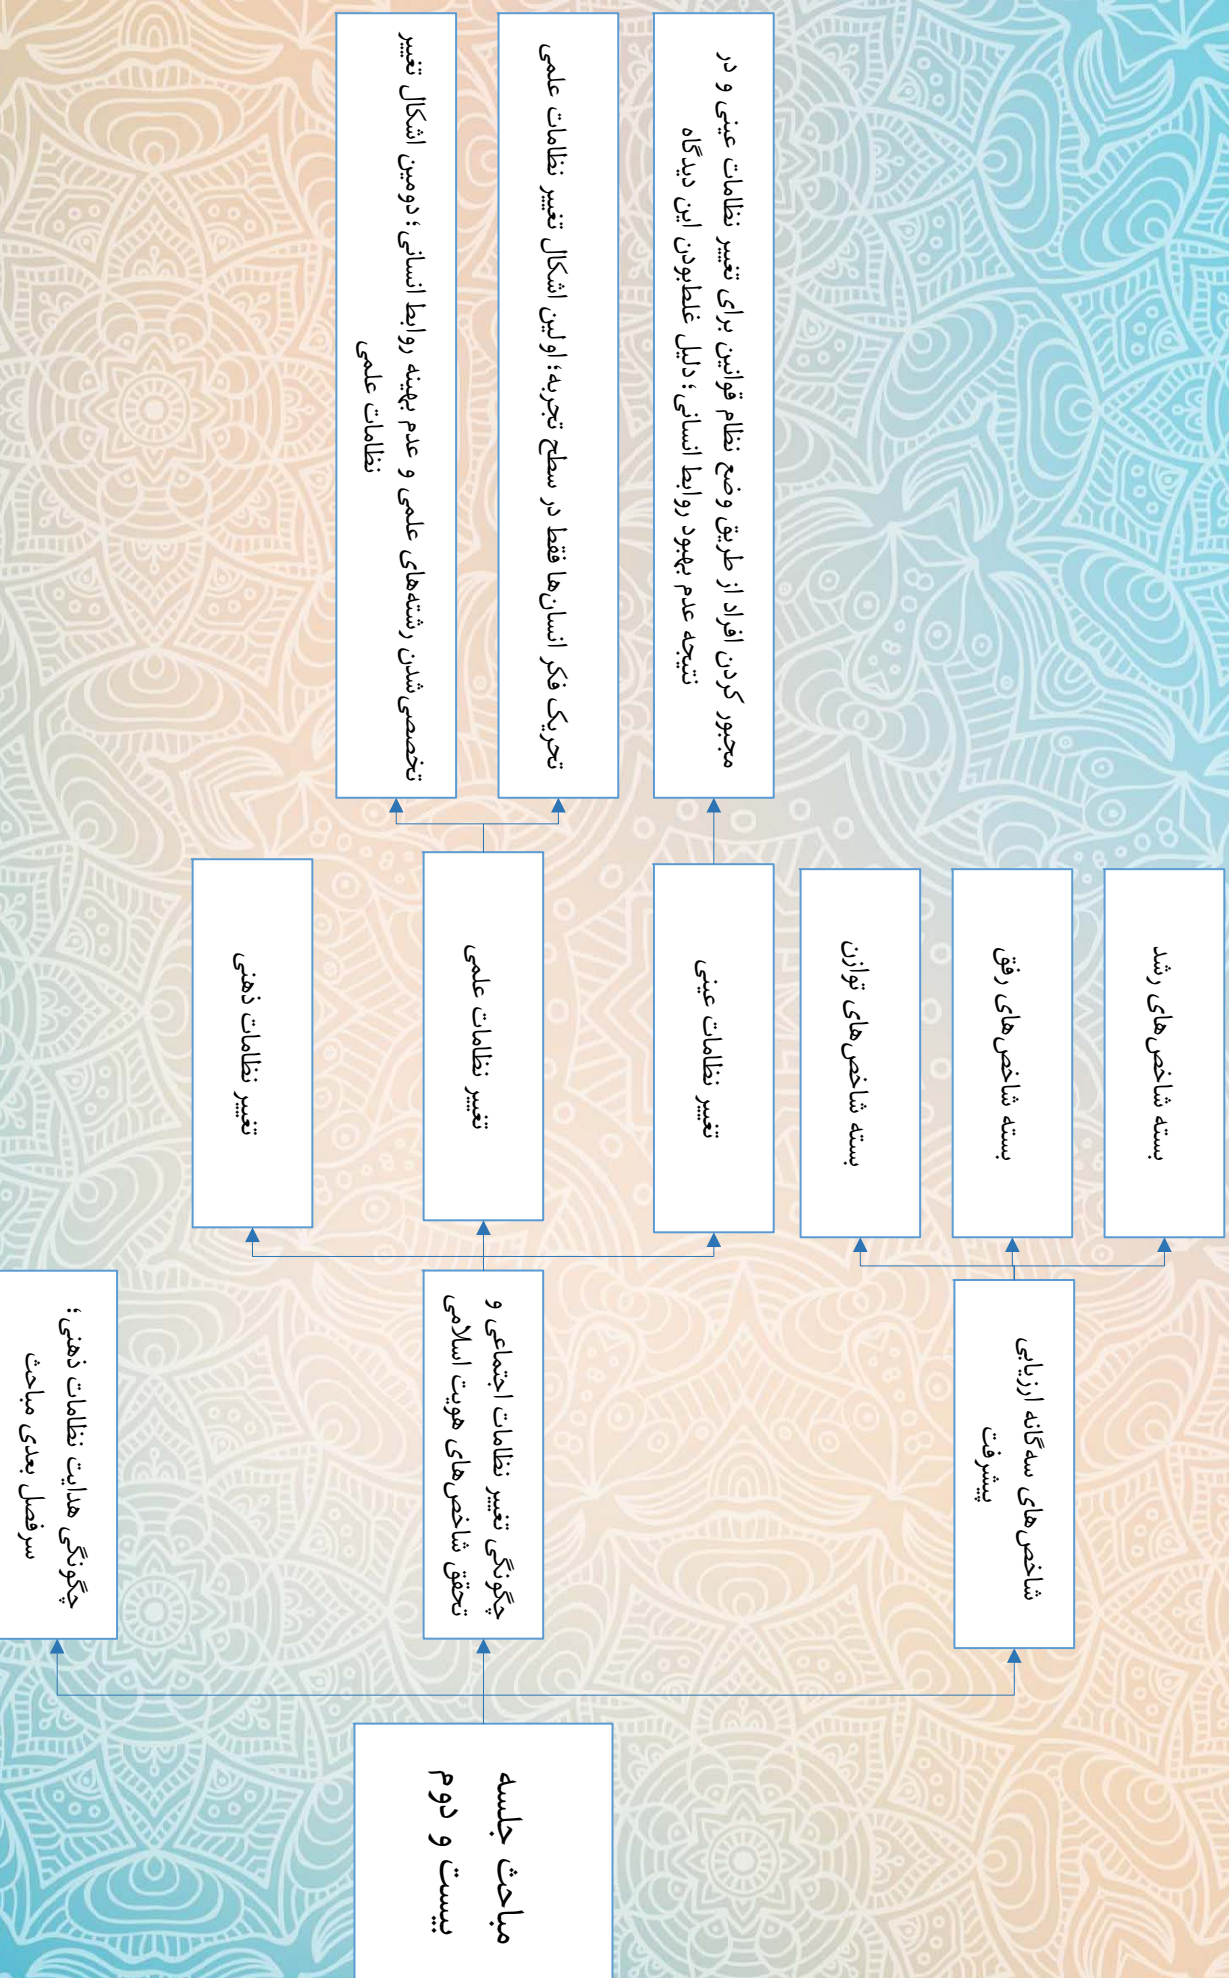 مباحث جلسه
بیست و دوم
شاخص‌های سه‌گانه ارزیابی
پیشرفت
بسته شاخص‌های رشد
بسته شاخص‌های رفق
بسته شاخص‌های توازن
چگونگی تغییر نظامات اجتماعی و
تحقق شاخص‌های هویت اسلامی
تغییر نظامات عینی
مجبور کردن افراد از طریق وضع نظام قوانین برای تغییر نظامات عینی و در
نتیجه عدم بهبود روابط انسانی؛ دلیل غلط‌بودن این دیدگاه
تغییر نظامات علمی
تحریک فکر انسان‌ها فقط در سطح تجربه؛ اولین اشکال تغییر نظامات علمی
تخصصی‌شدن رشته‌های علمی و عدم بهینه روابط انسانی؛ دومین اشکال تغییر
نظامات علمی
تغییر نظامات ذهنی
چگونگی هدایت نظامات ذهنی؛
سرفصل بعدی مباحث